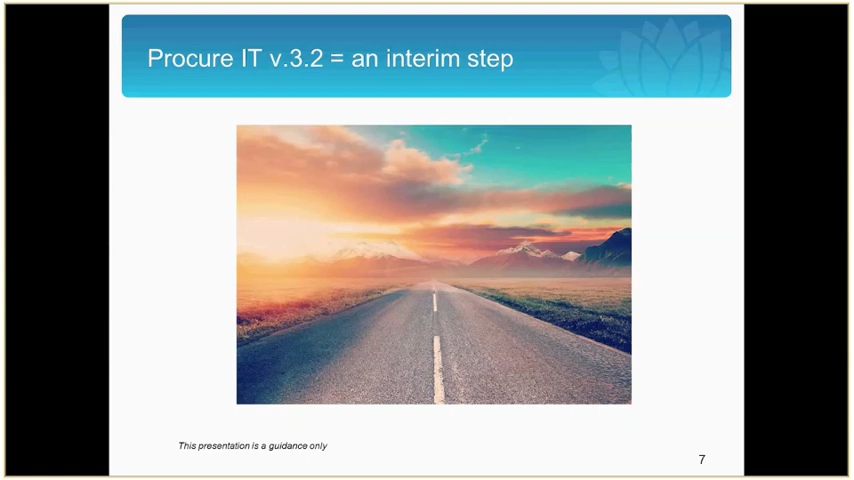 Procure IT v.3.2 = an interim step
This presentation is a guidance only
7